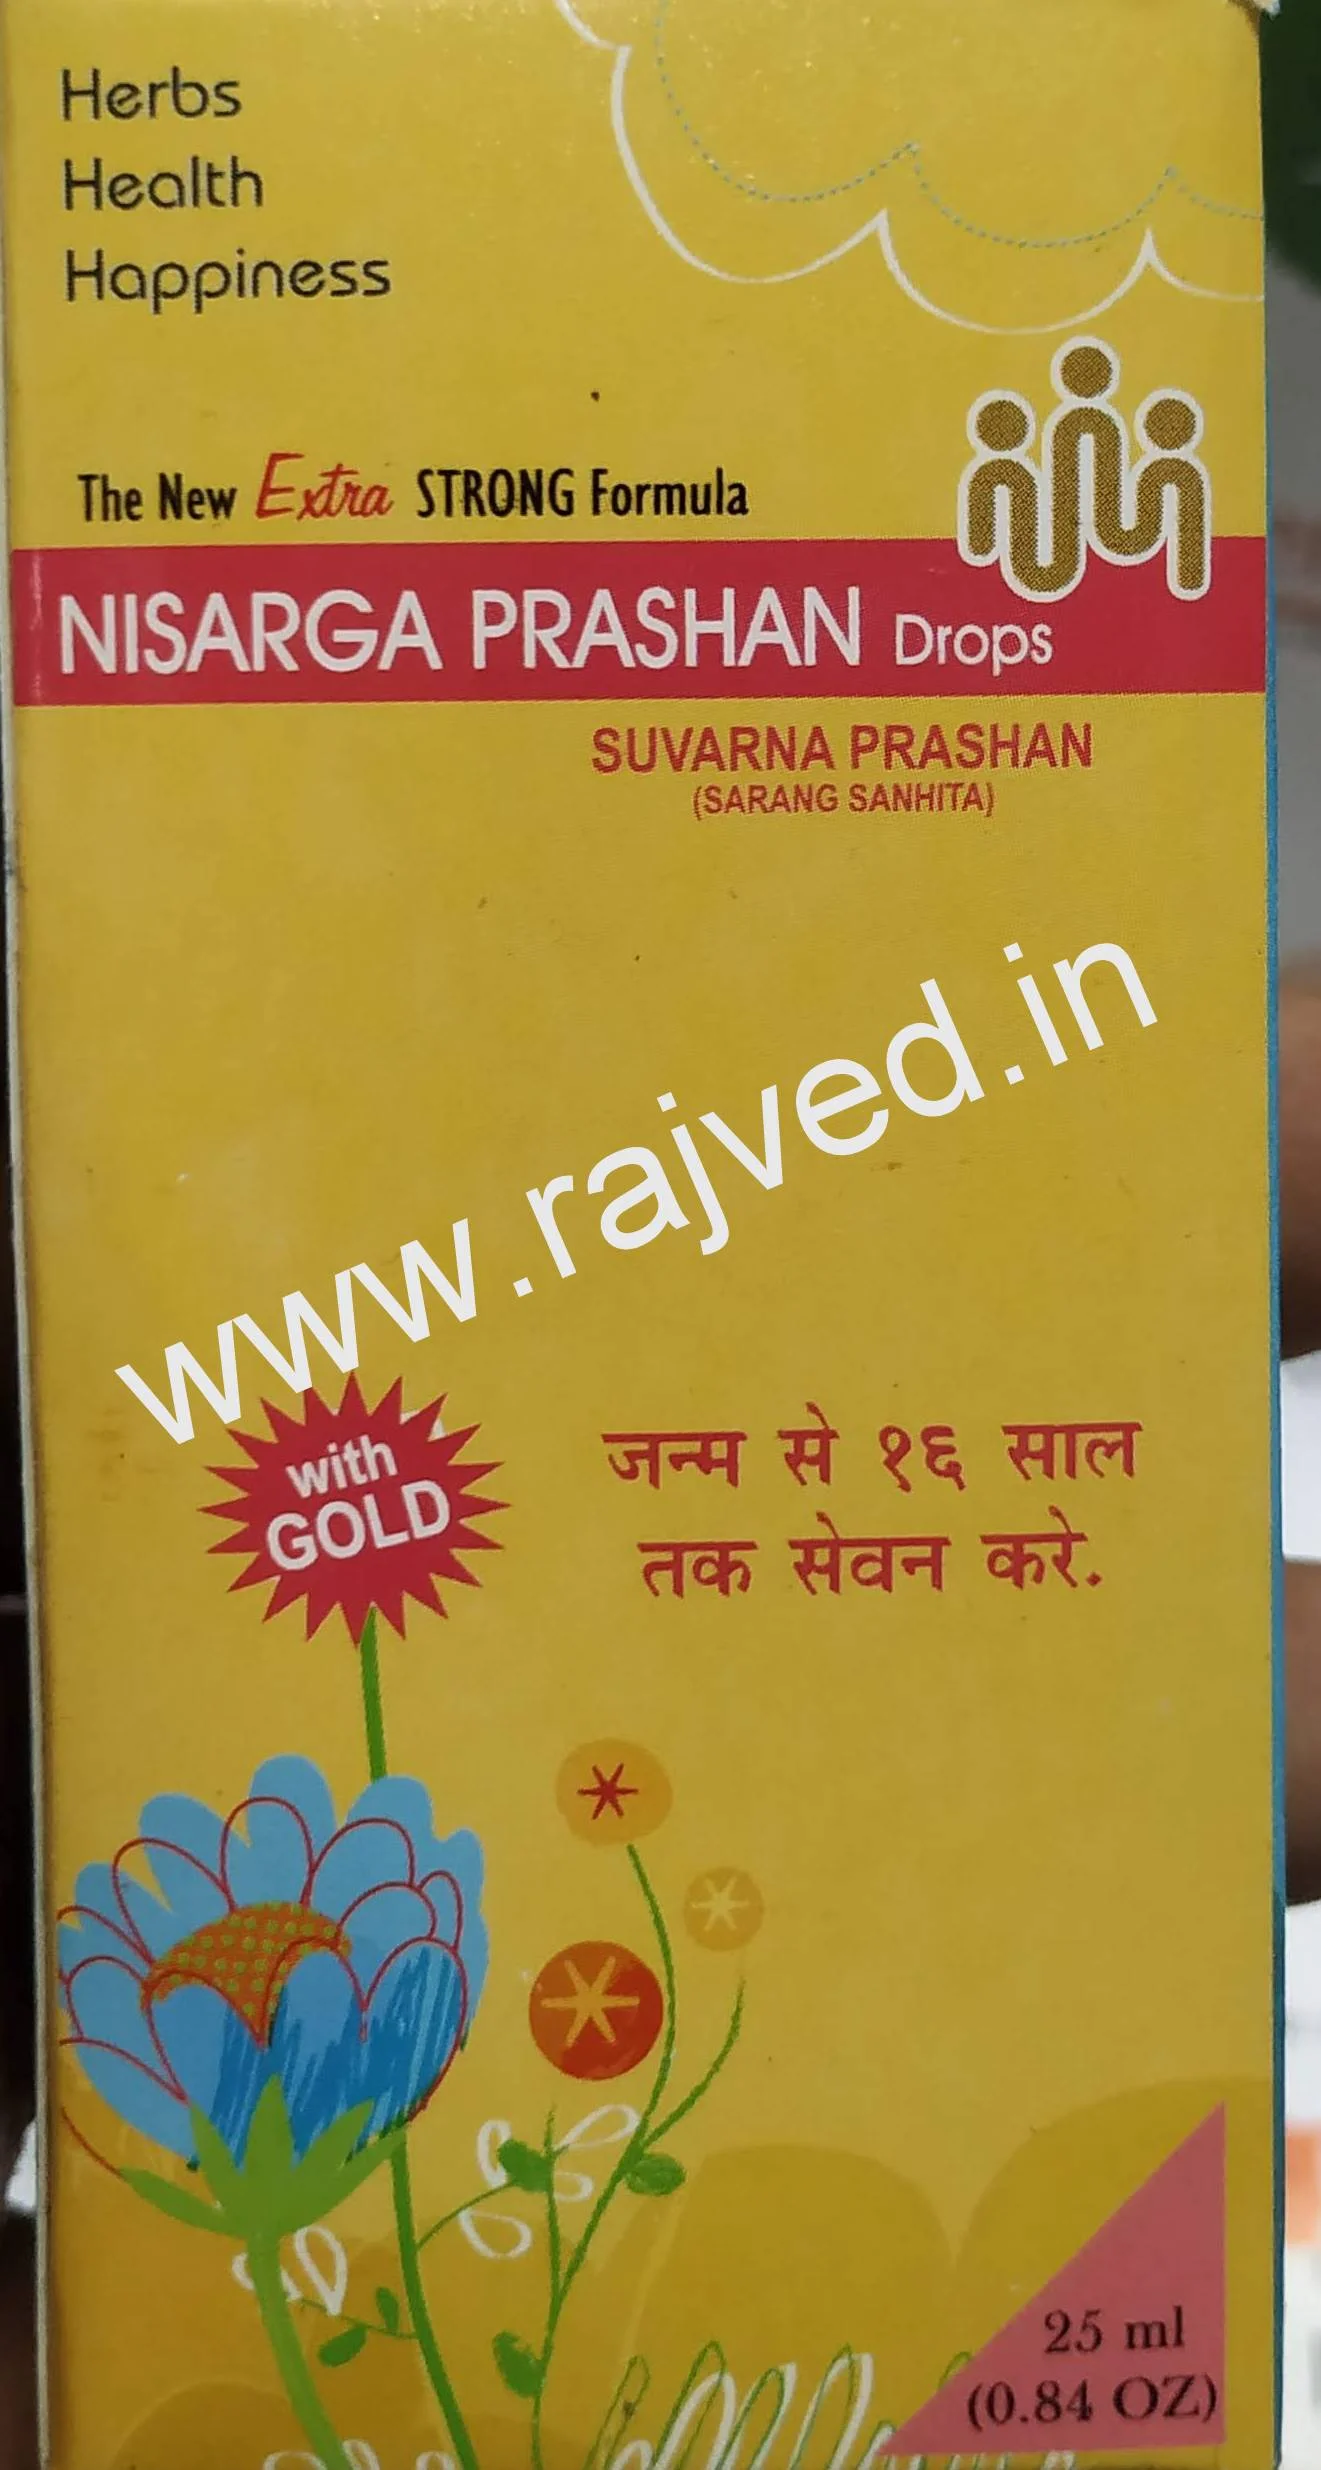 Herbs
Health
Happiness
The New Extra STRONG Formula
NISARGA PRASHAN Drops
SUVARNA PRASHAN
(SARANG SANHITA)
www.rajved.in
with
GOLD
जन्म से १६ साल
तक सेवन करे.
25 ml
(0.84 OZ)